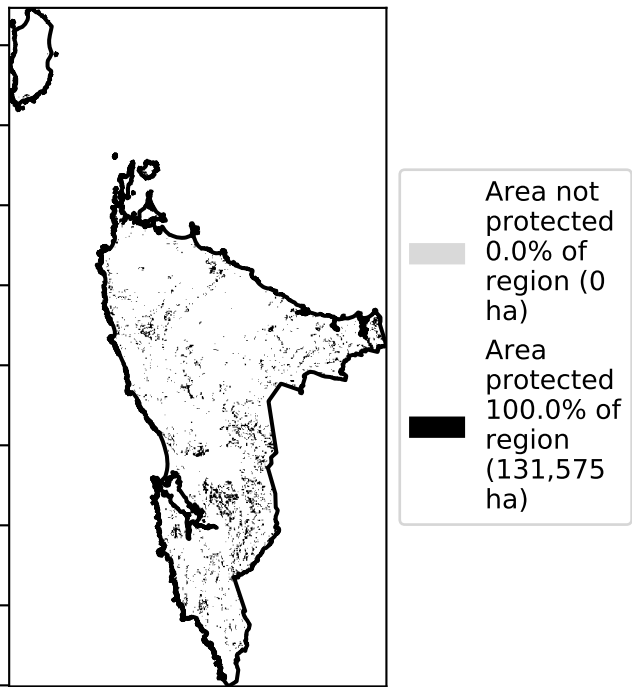 Area not
protected
0.0% of
region (0
ha)
Area
protected
100.0% of
region
(131,575
ha)